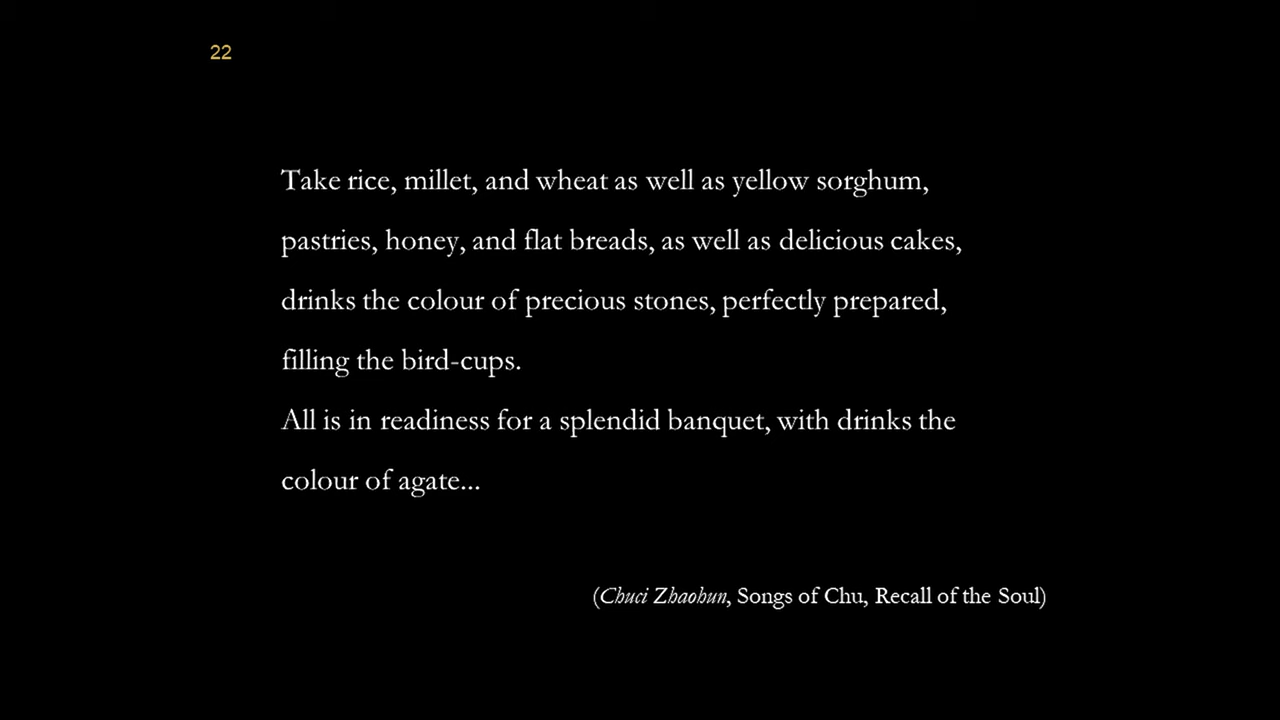 22
Take rice, millet, and wheat as well as yellow sorghum,
pastries, honey, and flat breads, as well as delicious cakes,
drinks the colour of precious stones, perfectly prepared,
filling the bird-cups.
All is in readiness for a splendid banquet, with drinks the
colour of agate...
(Chuci Zhaohun, Songs of Chu, Recall of the Soul)